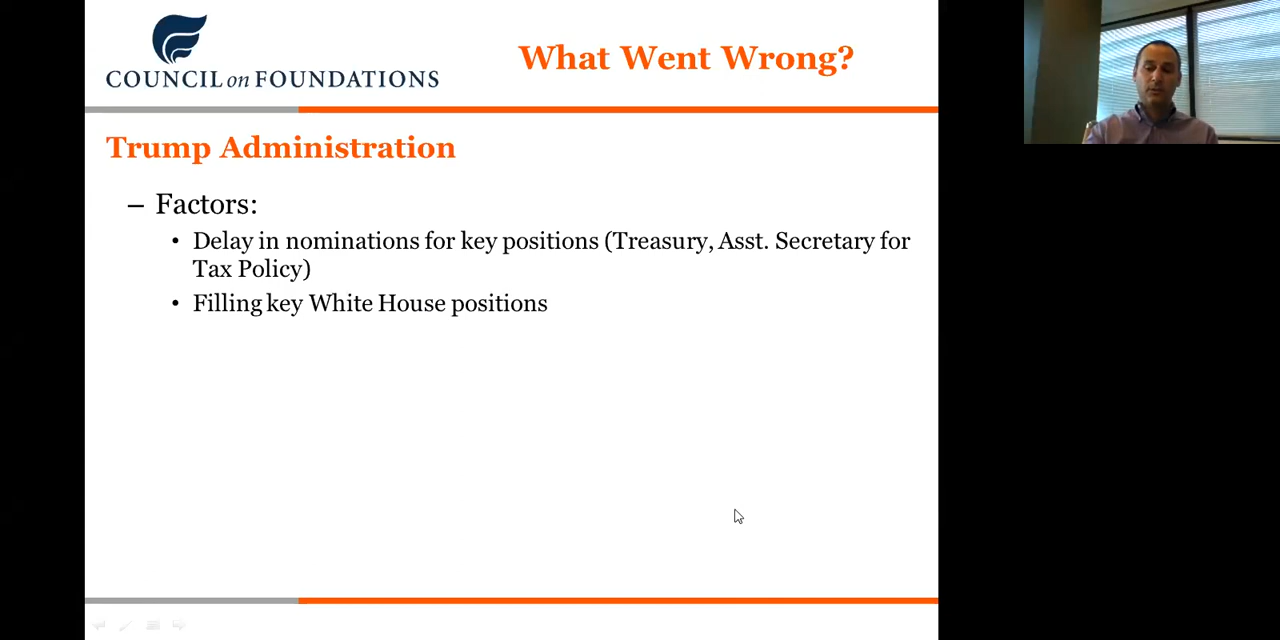 COUNCIL on FOUNDATIONS
What Went Wrong?
Trump Administration
– Factors:
• Delay in nominations for key positions (Treasury, Asst. Secretary for
Tax Policy)
• Filling key White House positions